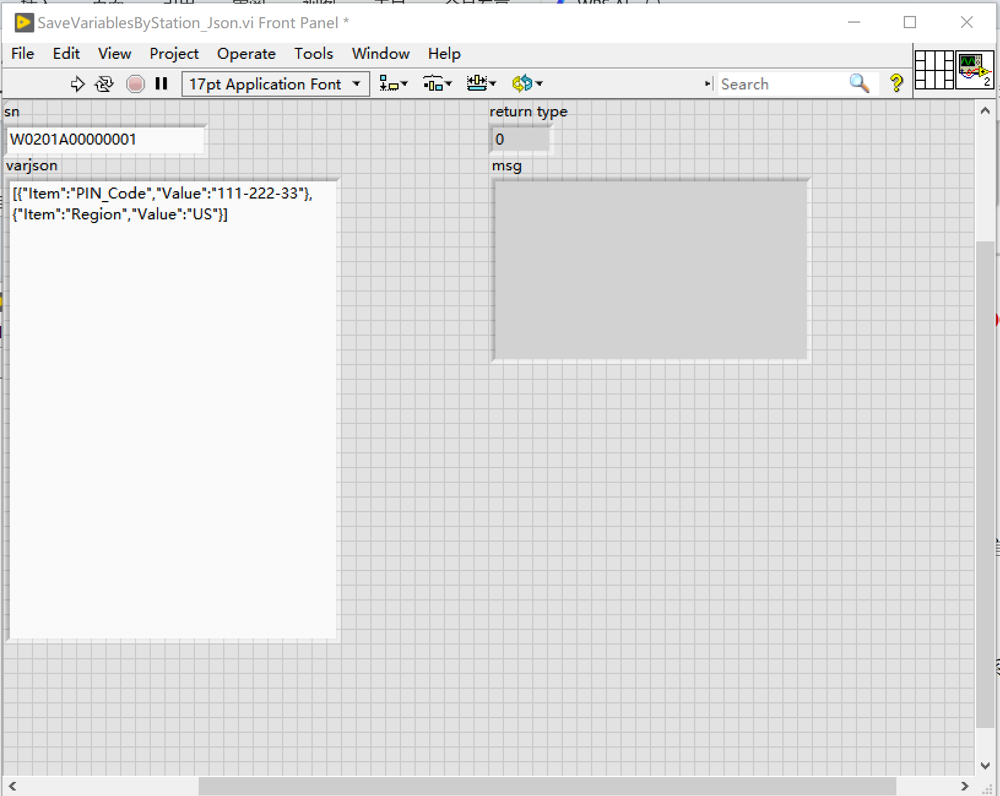 SaveVariablesByStation_Json.vi Front Panel *
File Edit View Project Operate Tools Window Help
17pt Application Font
Search
2
sn
W0201A00000001
varjson
[{"Item":"PIN_Code","Value":"111-222-33"},
{"Item":"Region","Value":"US"}]
return type
0
msg